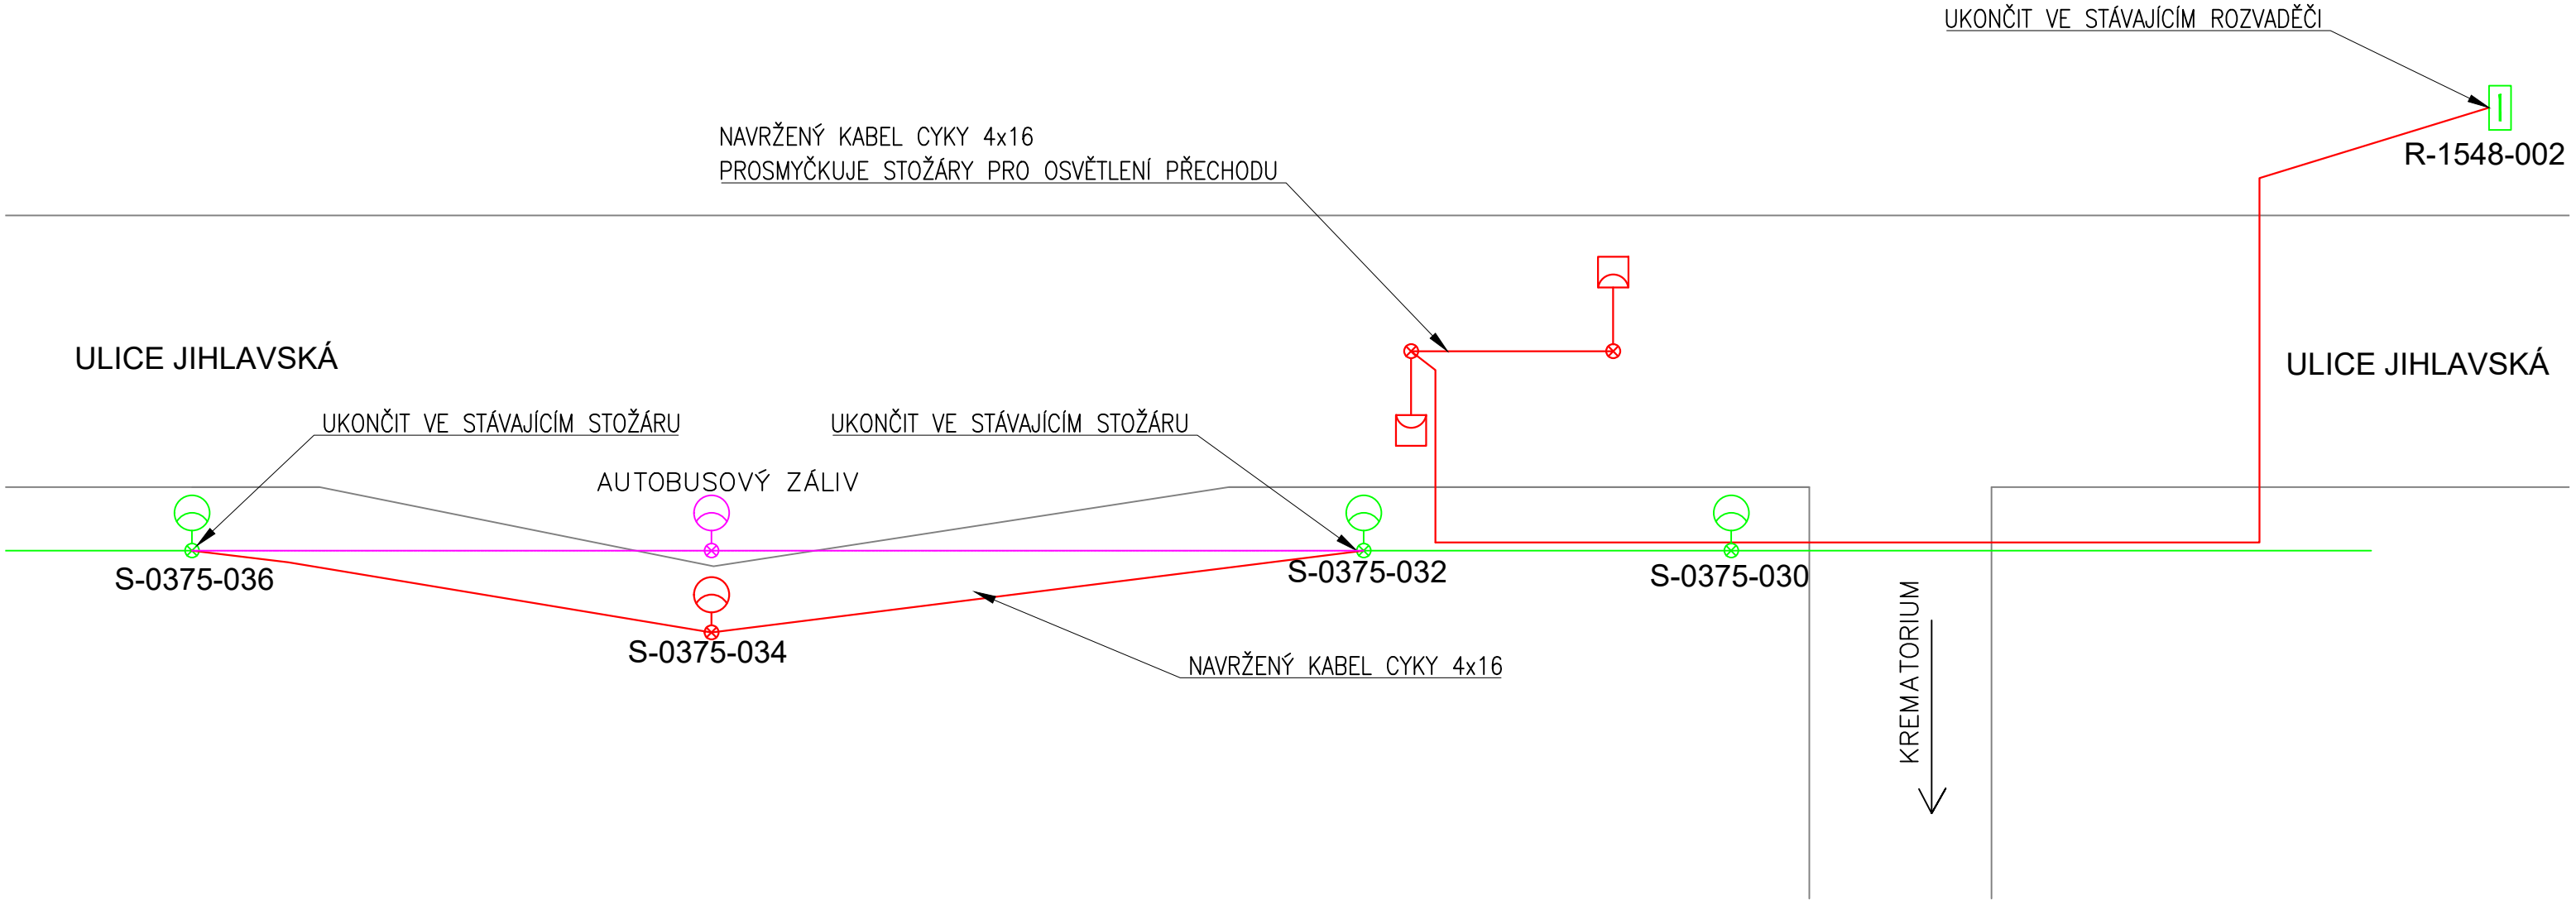 UKONČIT VE STÁVAJÍCÍM ROZVADĚČI
NAVRŽENÝ KABEL CYKY 4x16
PROSMYČKUJE STOŽÁRY PRO OSVĚTLENÍ PŘECHODU
R-1548-002
ULICE JIHLAVSKÁ
ULICE JIHLAVSKÁ
UKONČIT VE STÁVAJÍCÍM STOŽÁRU
UKONČIT VE STÁVAJÍCÍM STOŽÁRU
AUTOBUSOVÝ ZÁLIV
S-0375-036
S-0375-032
S-0375-030
S-0375-034
NAVRŽENÝ KABEL CYKY 4x16
KREMATORIUM